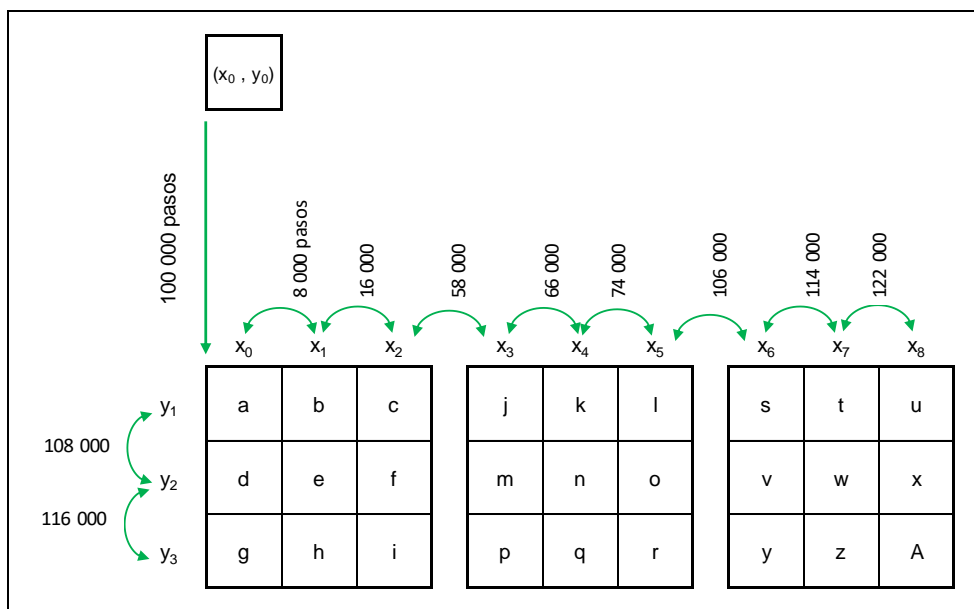 (x₀ , y₀)
100 000 pasos
8 000 pasos
16 000
58 000
66 000
74 000
106 000
114 000
122 000
x₀ x₁ x₂ x₃ x₄ x₅ x₆ x₇ x₈
y₁ a b c j k l s t u
108 000
y₂ d e f m n o v w x
116 000
y₃ g h i p q r y z A